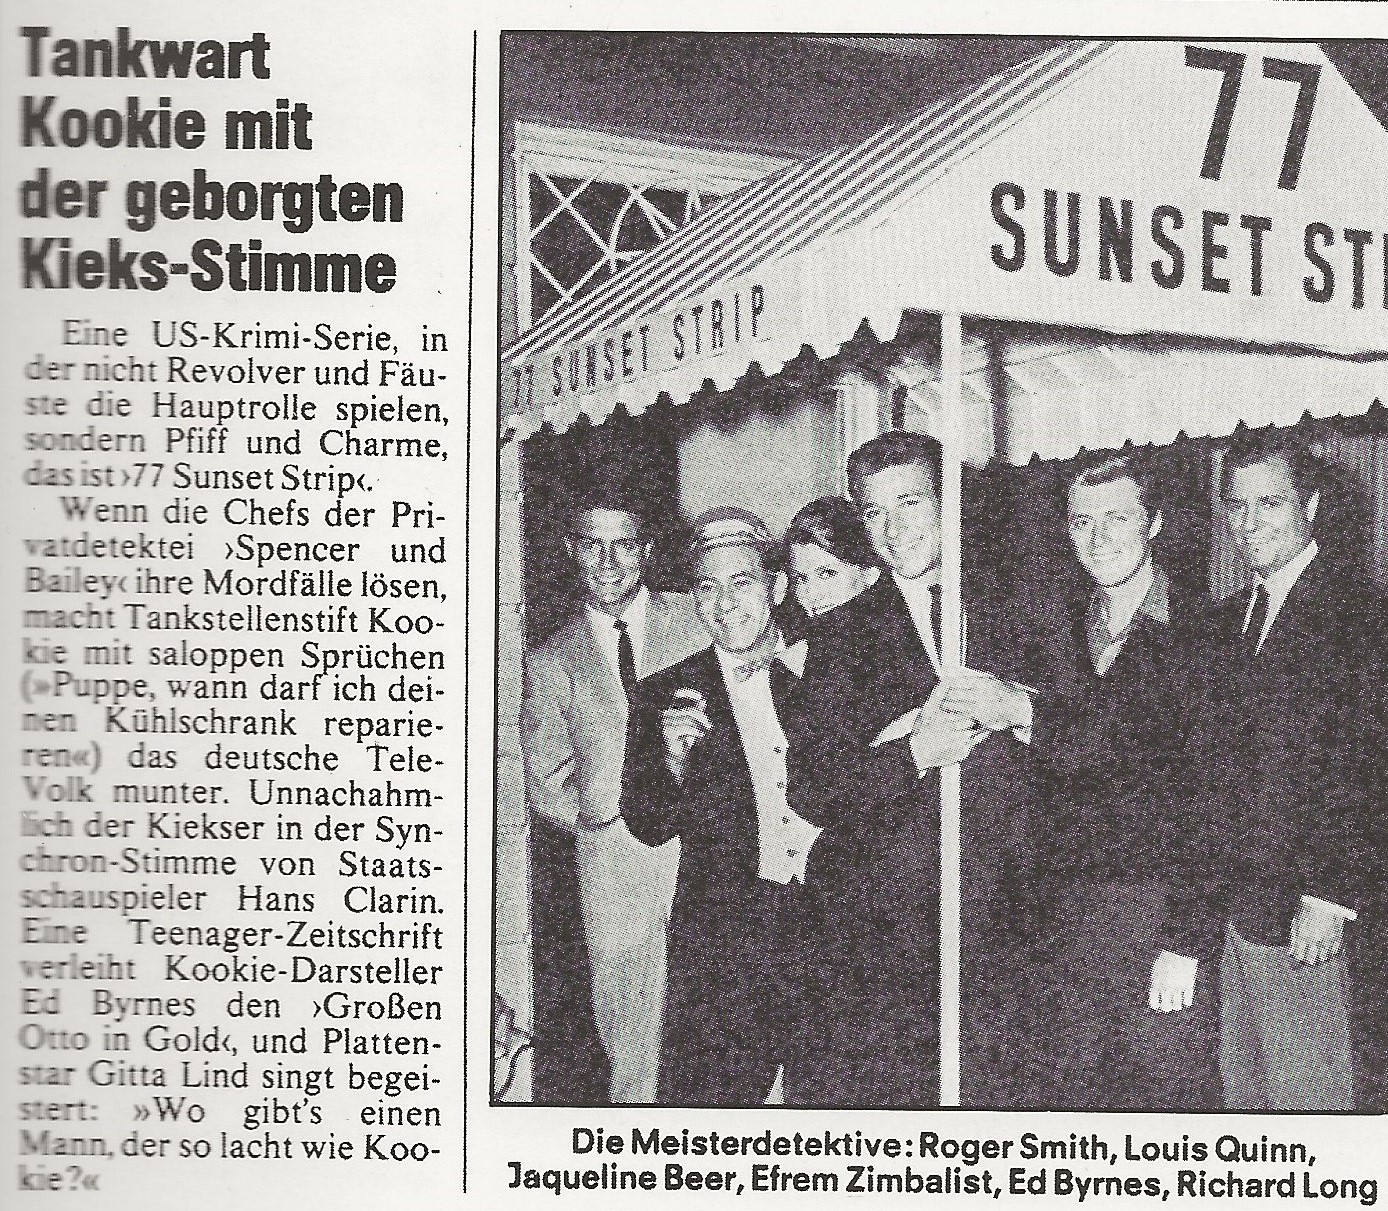 Tankwart
Kookie mit
der geborgten
Kieks-Stimme
Eine US-Krimi-Serie, in
der nicht Revolver und Fäu-
ste die Hauptrolle spielen,
sondern Pfiff und Charme,
das ist ›77 Sunset Strip‹.
Wenn die Chefs der Pri-
vatdetektei ›Spencer und
Bailey‹ ihre Mordfälle lösen,
macht Tankstellenstift Koo-
kie mit saloppen Sprüchen
(»Puppe, wann darf ich dei-
nen Kühlschrank reparie-
ren«) das deutsche Tele-
Volk munter. Unnachahm-
lich der Kiekser in der Syn-
chron-Stimme von Staats-
schauspieler Hans Clarin.
Eine Teenager-Zeitschrift
verleiht Kookie-Darsteller
Ed Byrnes den ›Großen
Otto in Gold‹, und Platten-
star Gitta Lind singt begei-
stert: »Wo gibt's einen
Mann, der so lacht wie Koo-
kie?«
77
SUNSET STRI
77 SUNSET STRIP
Die Meisterdetektive: Roger Smith, Louis Quinn,
Jaqueline Beer, Efrem Zimbalist, Ed Byrnes, Richard Long